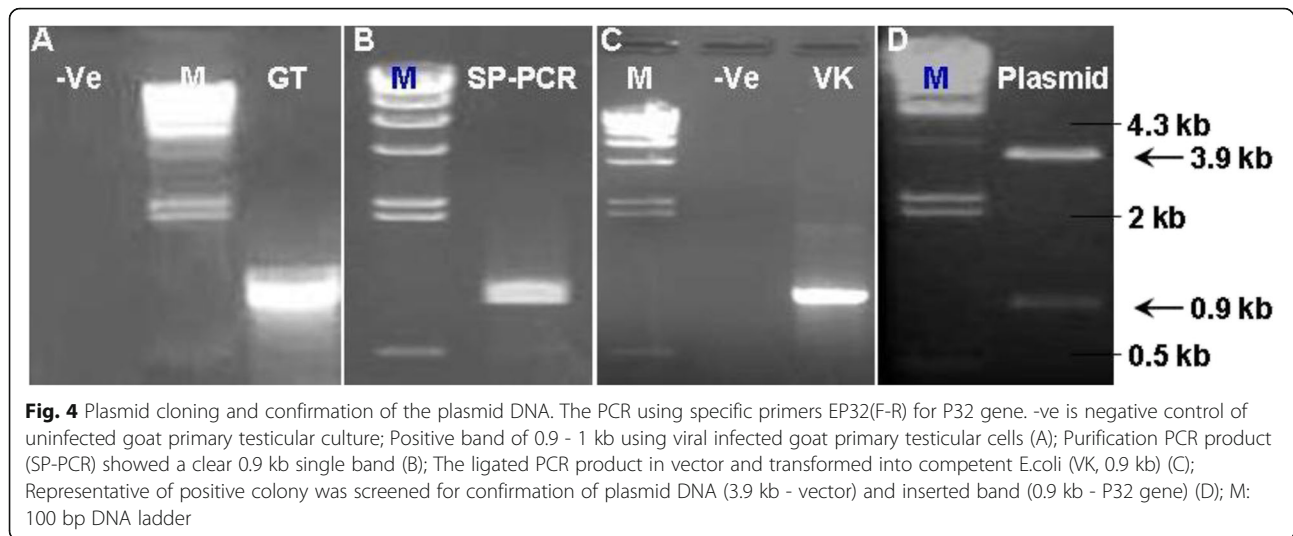 A B C D
-Ve M GT M SP-PCR M -Ve VK M Plasmid
4.3 kb
3.9 kb
2 kb
0.9 kb
0.5 kb
Fig. 4 Plasmid cloning and confirmation of the plasmid DNA. The PCR using specific primers EP32(F-R) for P32 gene. -ve is negative control of
uninfected goat primary testicular culture; Positive band of 0.9 - 1 kb using viral infected goat primary testicular cells (A); Purification PCR product
(SP-PCR) showed a clear 0.9 kb single band (B); The ligated PCR product in vector and transformed into competent E.coli (VK, 0.9 kb) (C);
Representative of positive colony was screened for confirmation of plasmid DNA (3.9 kb - vector) and inserted band (0.9 kb - P32 gene) (D); M:
100 bp DNA ladder